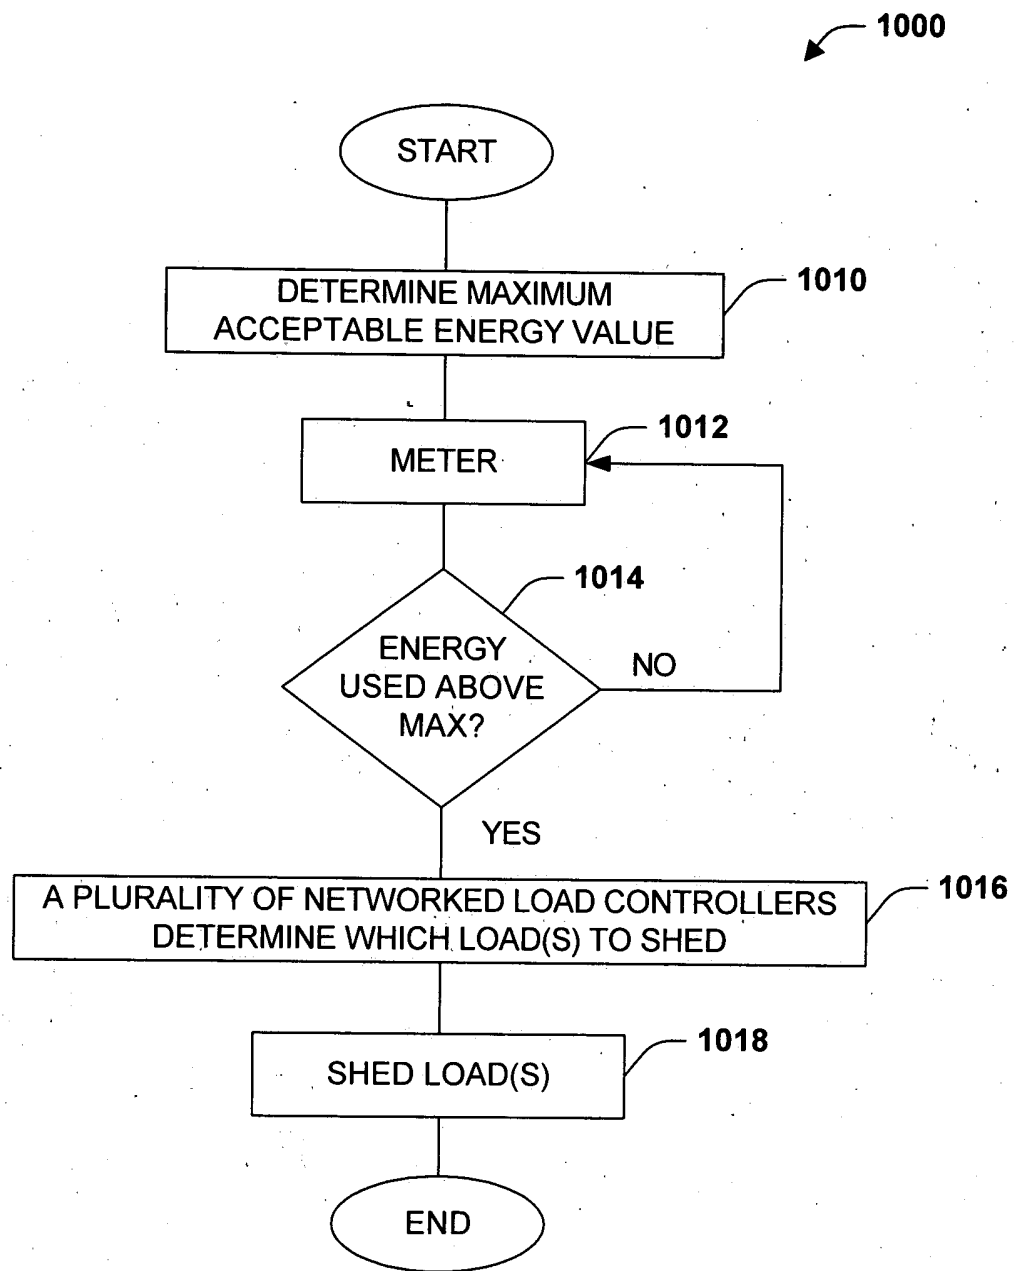 1000
START
DETERMINE MAXIMUM
ACCEPTABLE ENERGY VALUE
1010
METER
1012
1014
ENERGY
USED ABOVE
MAX?
NO
YES
A PLURALITY OF NETWORKED LOAD CONTROLLERS
DETERMINE WHICH LOAD(S) TO SHED
1016
SHED LOAD(S)
1018
END